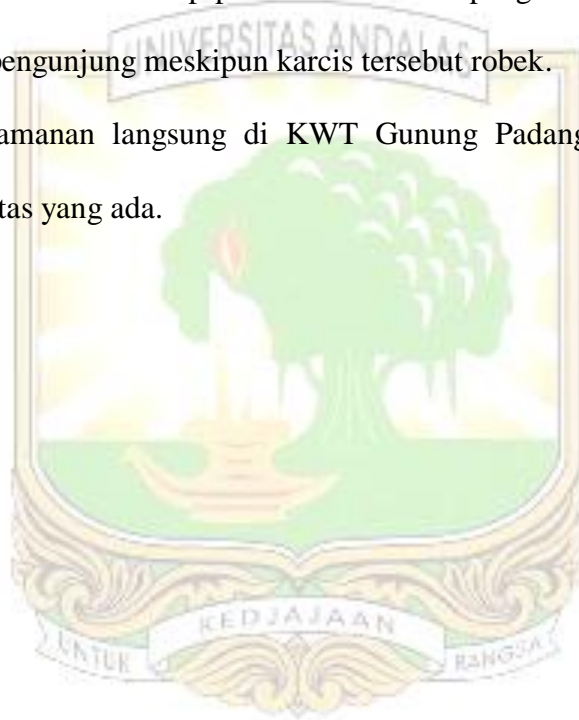 pengunjung meskipun karcis tersebut robek.
amanan langsung di KWT Gunung Padang
tas yang ada.
UNIVERSITAS ANDALAS
KEDJAJAAN
UNTUK
BANGSA